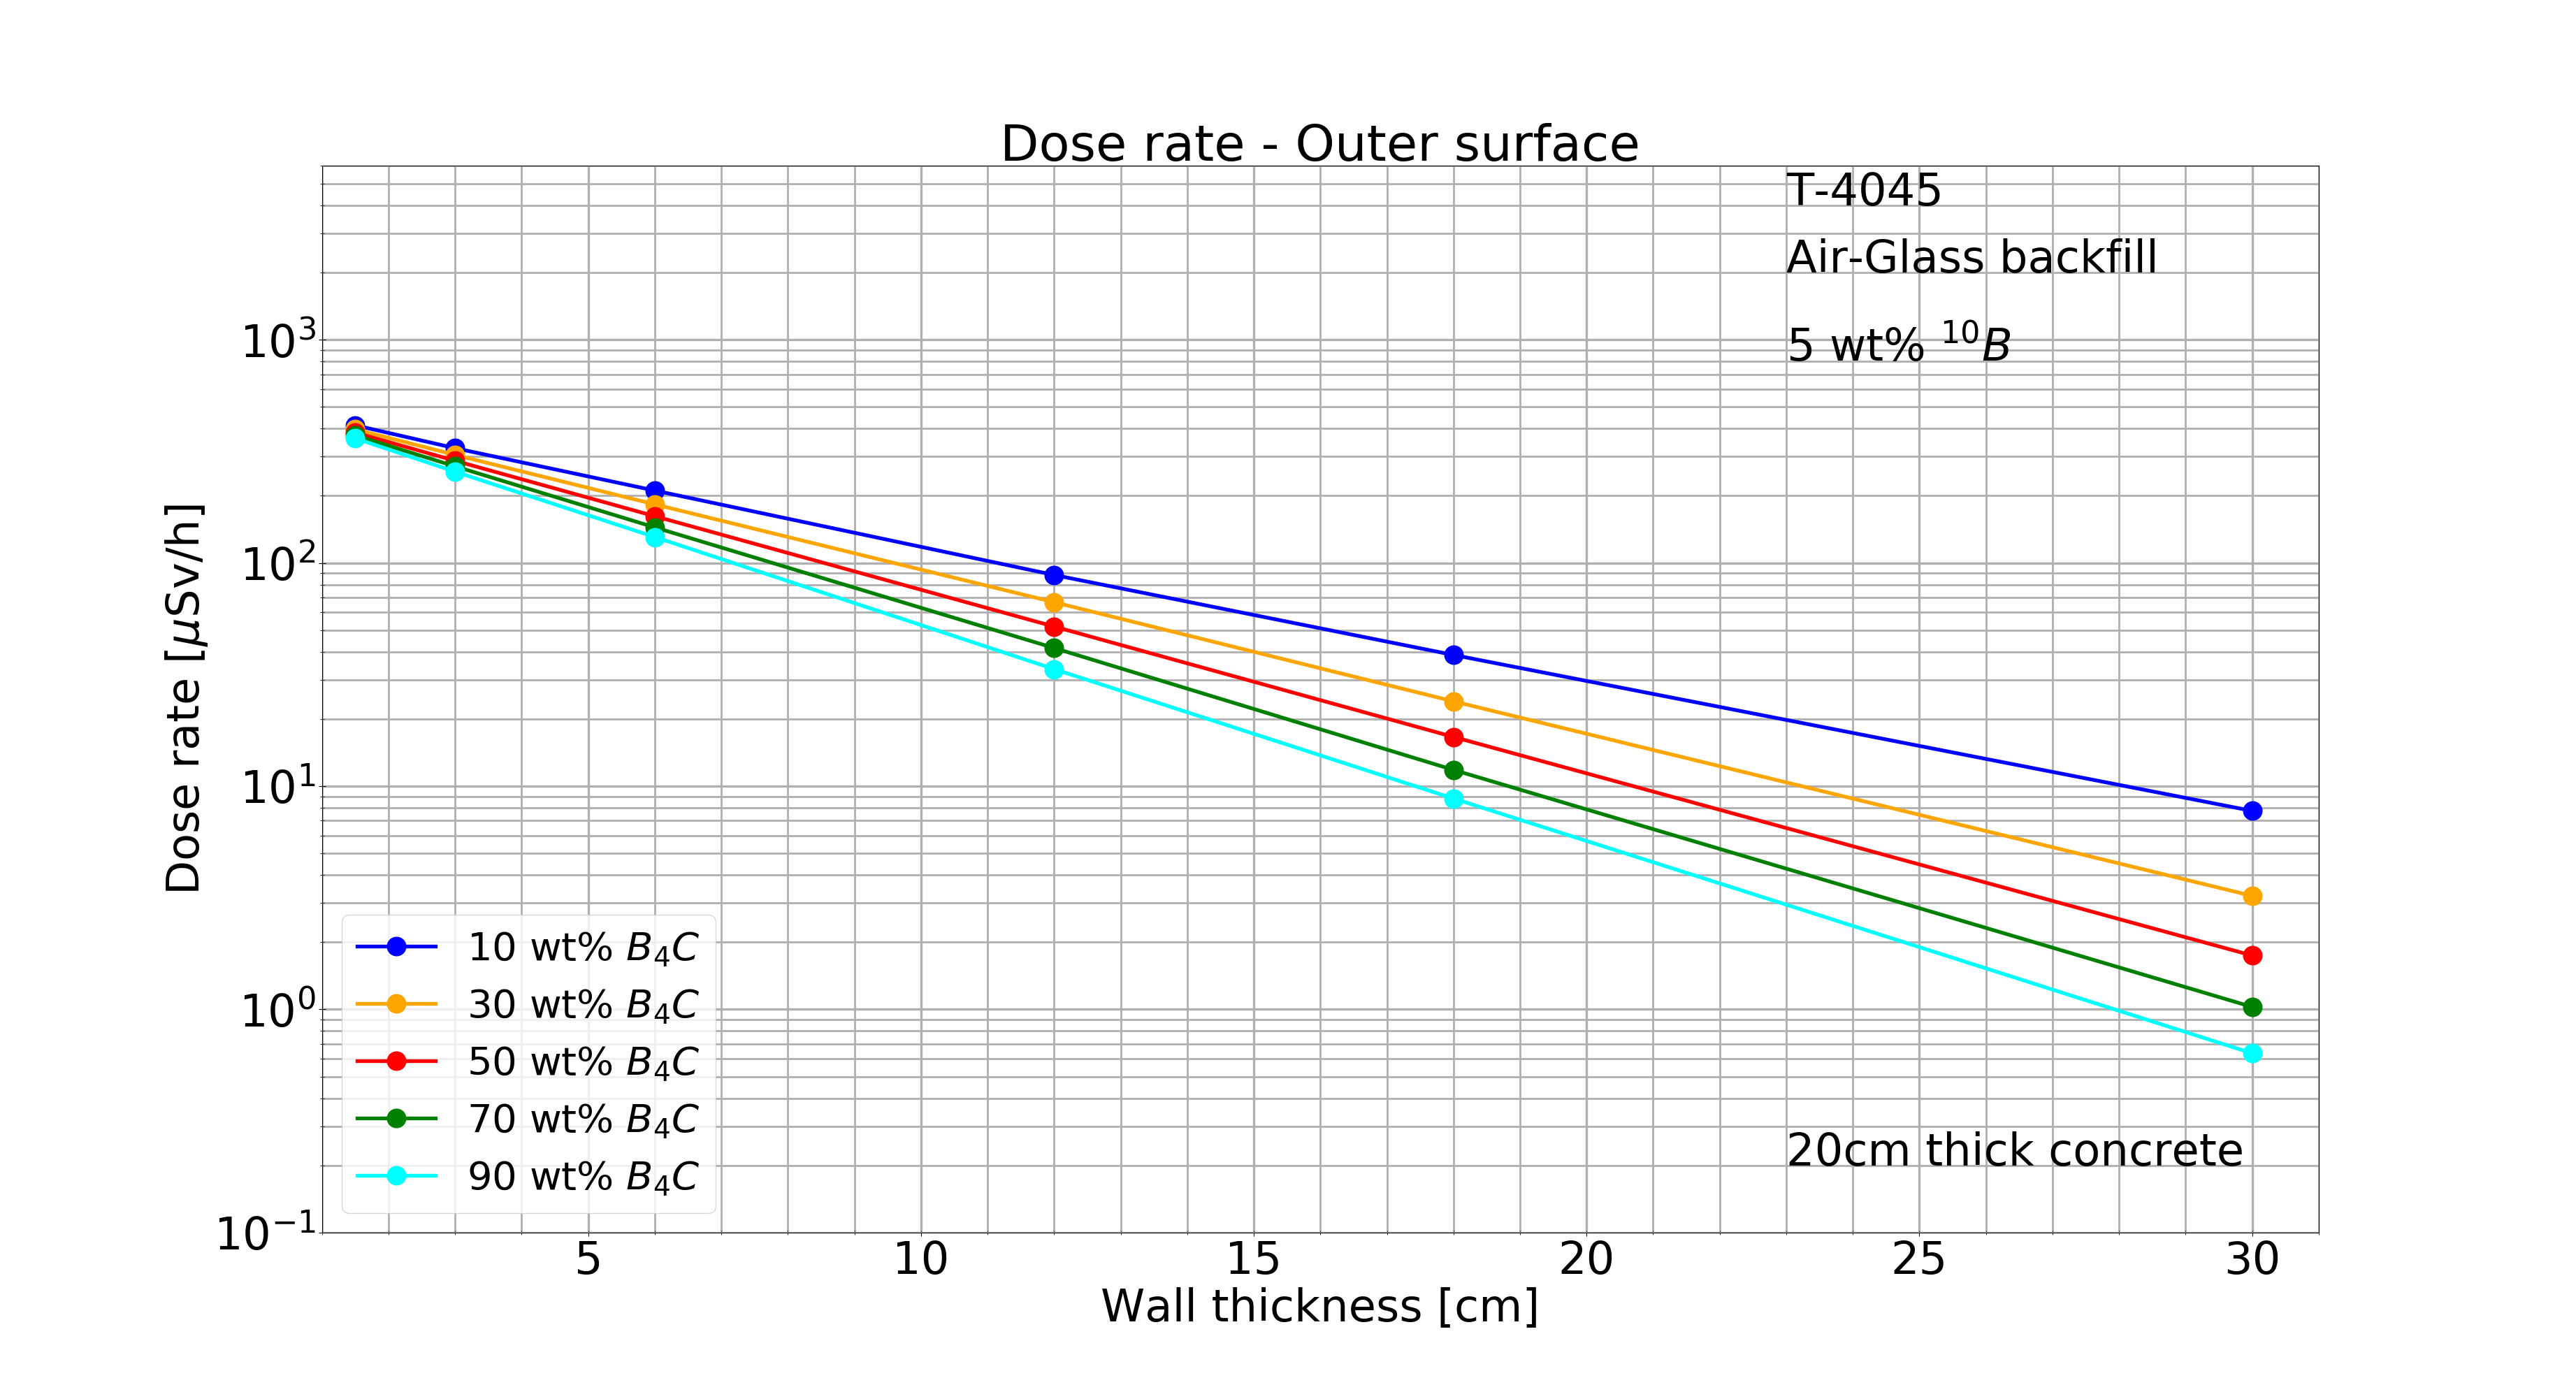 Dose rate - Outer surface
T-4045
Air-Glass backfill
5 wt% ¹⁰B
20cm thick concrete
Dose rate [μSv/h]
10³
10²
10¹
10⁰
10⁻¹
10 wt% B₄C
30 wt% B₄C
50 wt% B₄C
70 wt% B₄C
90 wt% B₄C
5 10 15 20 25 30
Wall thickness [cm]